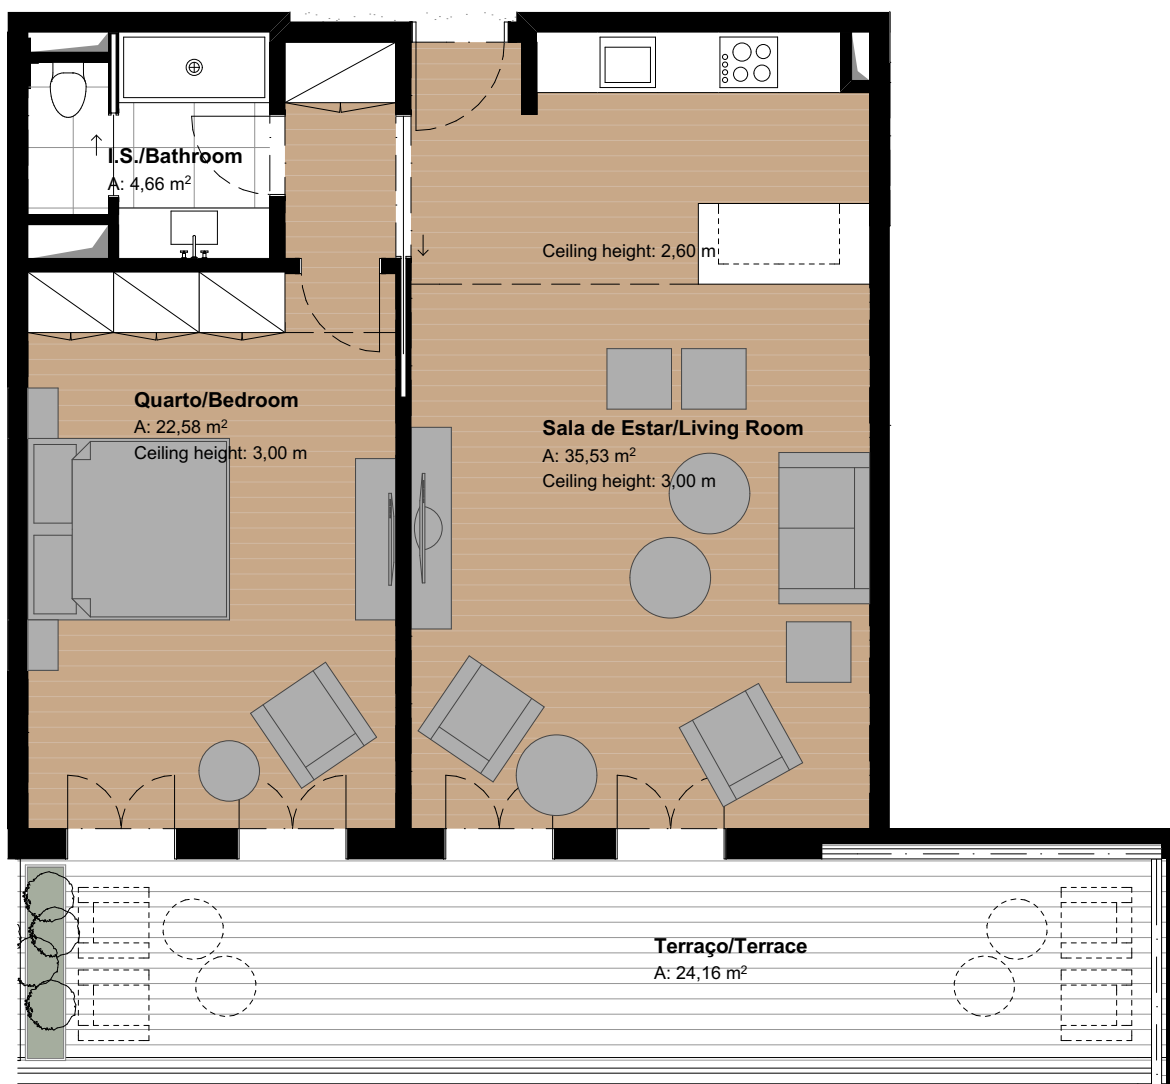 I.S./Bathroom
A: 4,66 m²
Ceiling height: 2,60 m
Quarto/Bedroom
A: 22,58 m²
Ceiling height: 3,00 m
Sala de Estar/Living Room
A: 35,53 m²
Ceiling height: 3,00 m
Terraço/Terrace
A: 24,16 m²